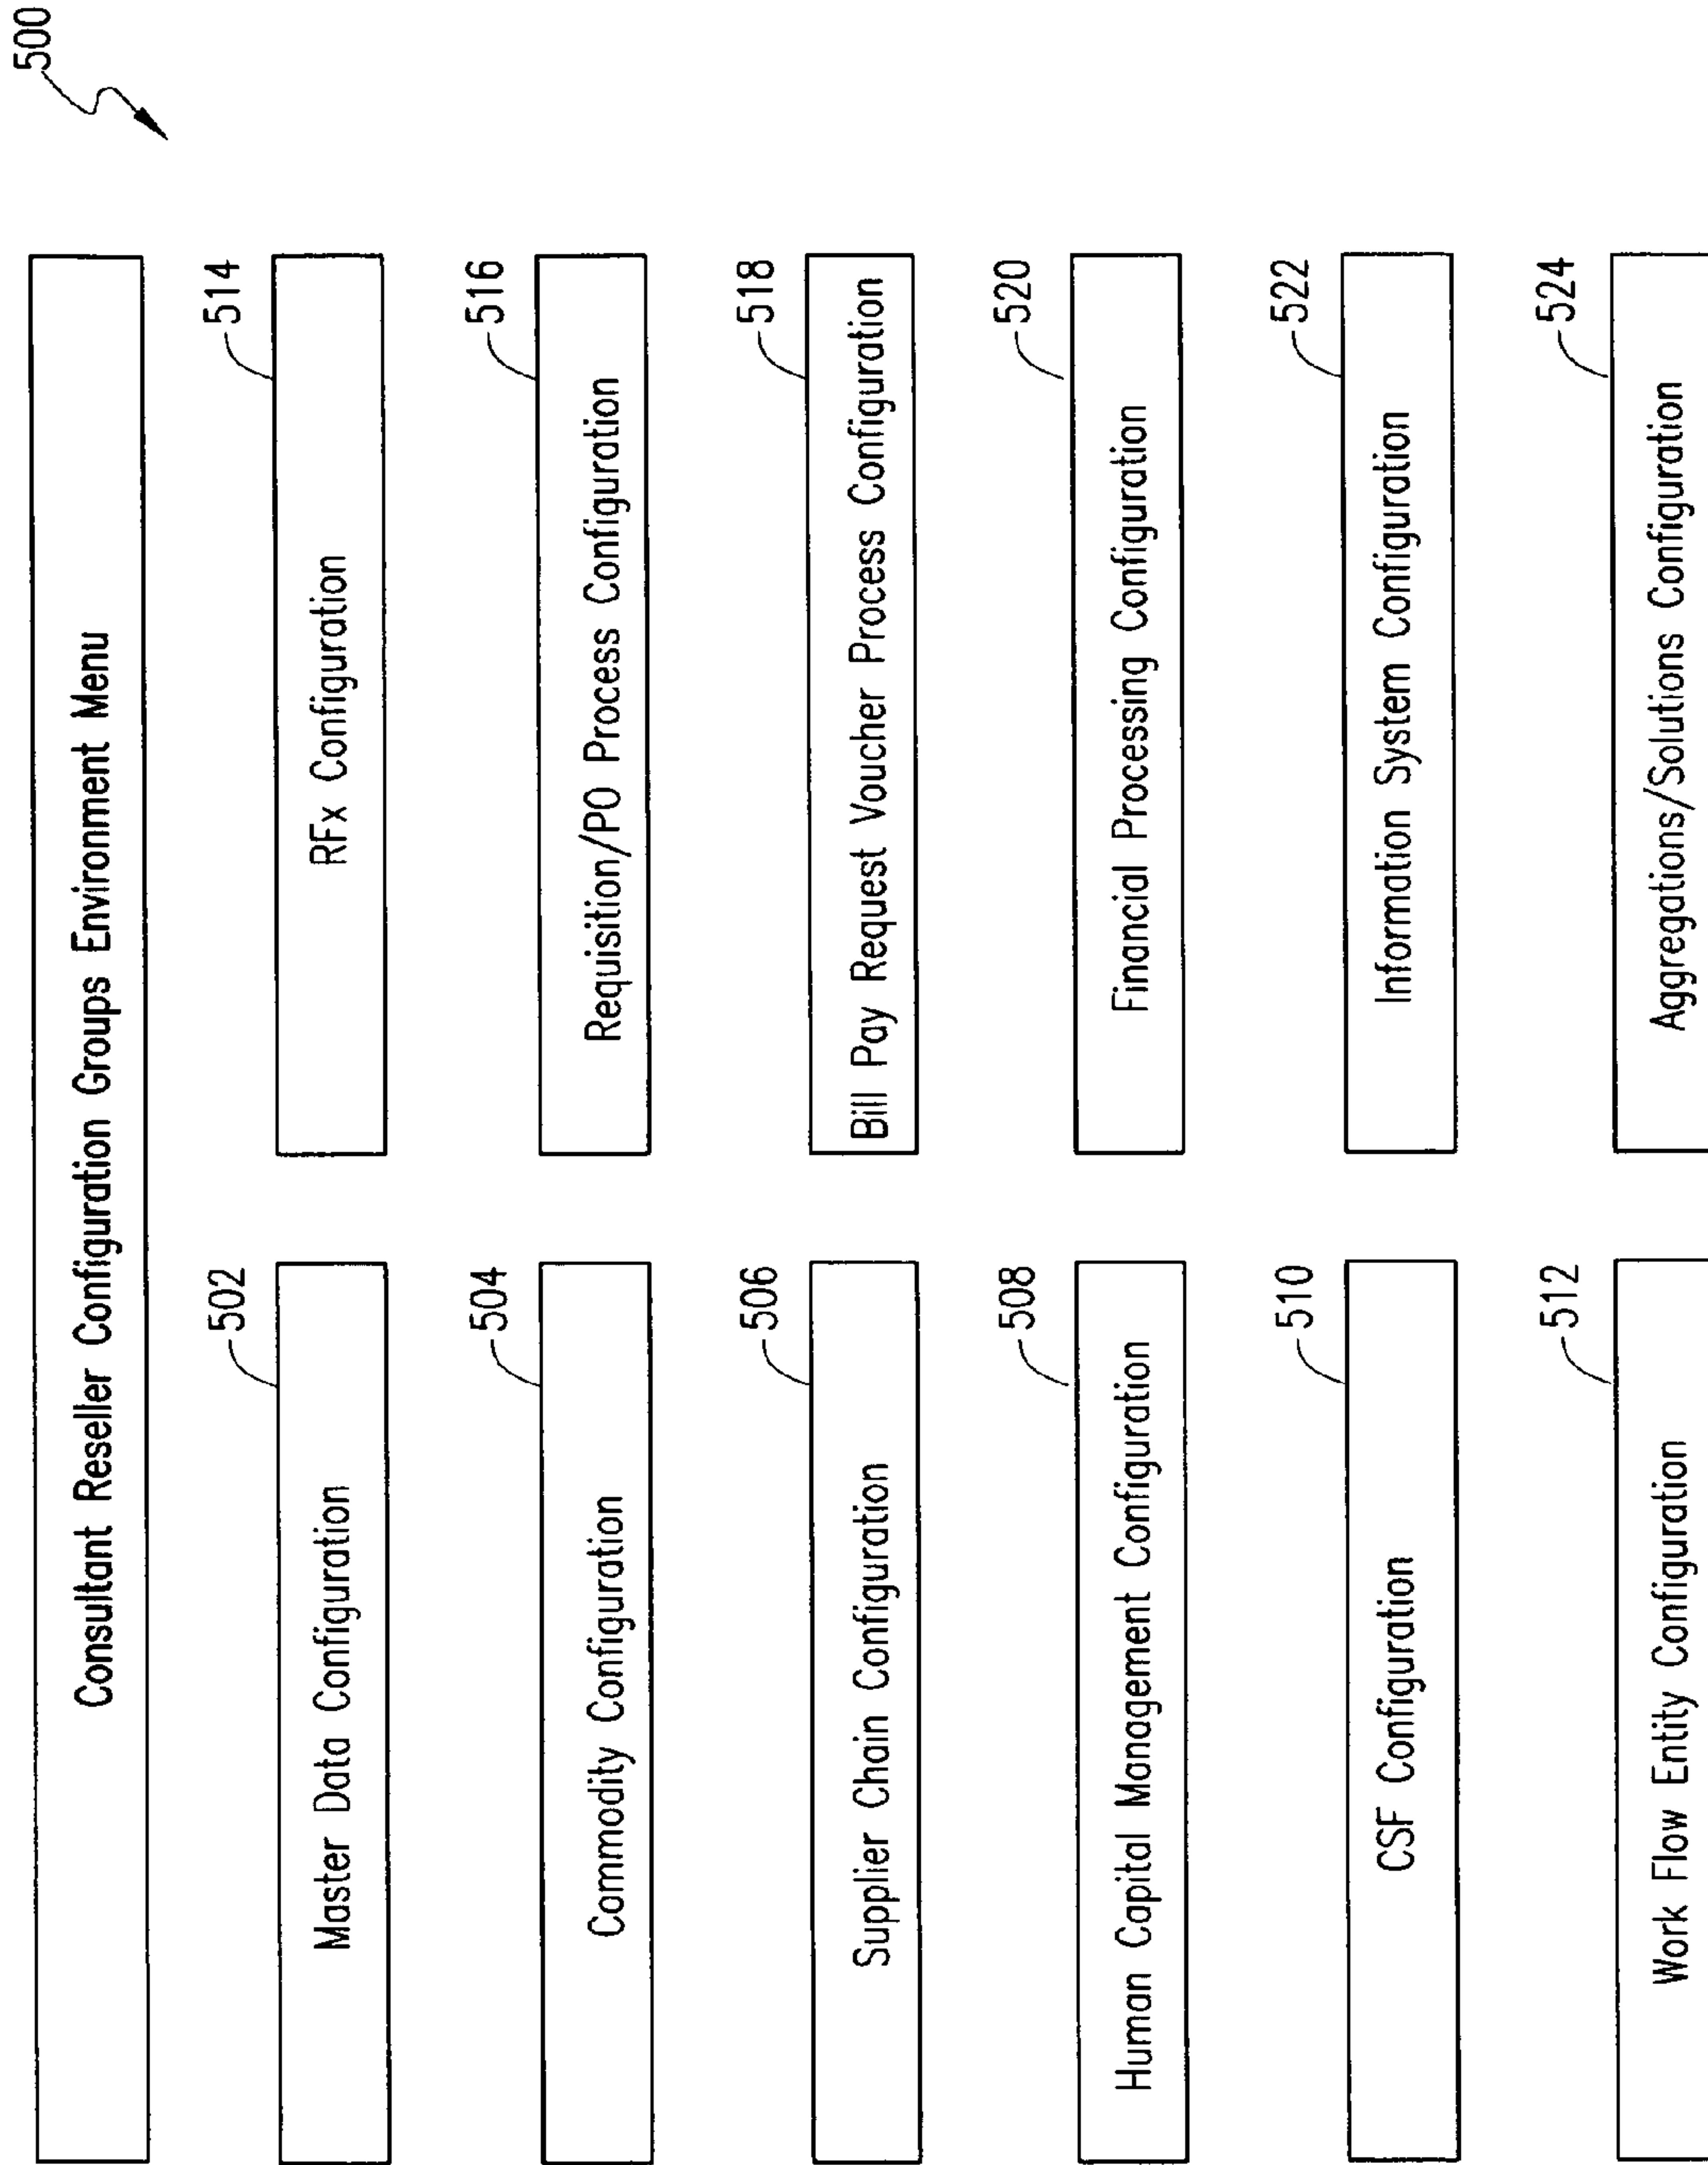 500
Consultant Reseller Configuration Groups Environment Menu
502
Master Data Configuration
514
RFx Configuration
504
Commodity Configuration
516
Requisition/PO Process Configuration
506
Supplier Chain Configuration
518
Bill Pay Request Voucher Process Configuration
508
Human Capital Management Configuration
520
Financial Processing Configuration
510
CSF Configuration
522
Information System Configuration
512
Work Flow Entity Configuration
524
Aggregations/Solutions Configuration